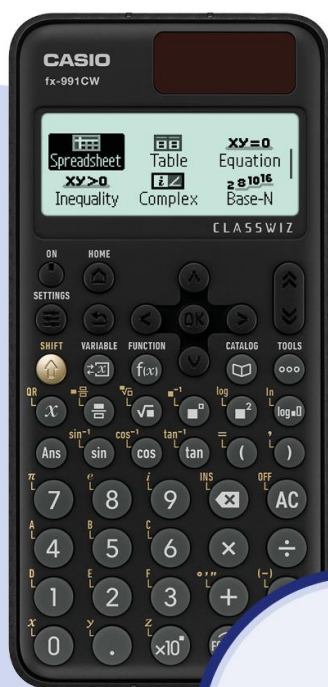 CASIO
fx-991CW
Spreadsheet Table Equation
XY=0
XY>0 i∠ 2 8 10 16
Inequality Complex Base-N
CLASSWIZ
ON HOME
SETTINGS
OK
SHIFT VARIABLE FUNCTION CATALOG TOOLS
x f(x)
QR log ln
x log
sin⁻¹ cos⁻¹ tan⁻¹ = ,
Ans sin cos tan ( )
π e i INS OFF
7 8 9 AC
A B C
4 5 6 × ÷
D E F °′″ (-)
1 2 3 +
x y z
0 . ×10